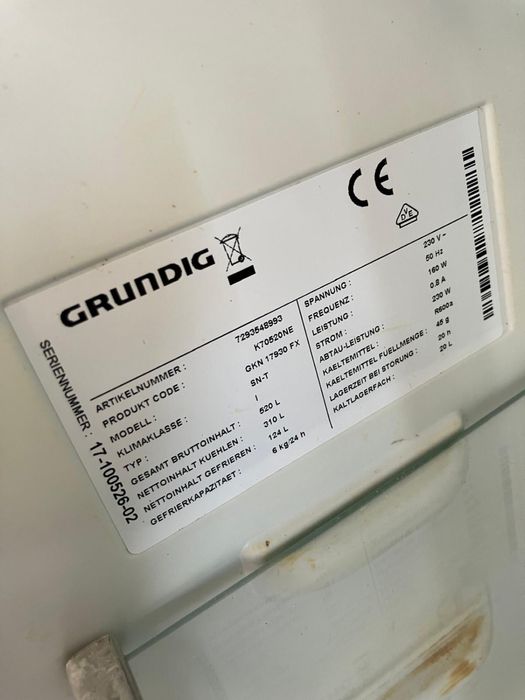 GRUNDIG
CE
DVE
ARTIKELNUMMER : 7293548993
PRODUKT CODE : K70520NE
MODELL : GKN 17930 FX
KLIMAKLASSE : SN-T
TYP : I
GESAMT BRUTTOINHALT : 520 L
NETTOINHALT KUEHLEN : 310 L
NETTOINHALT GEFRIEREN : 124 L
GEFRIERKAPAZITAET : 6 kg/24 h
SPANNUNG : 230 V ~
FREQUENZ : 50 Hz
LEISTUNG : 160 W
STROM : 0.8 A
ABTAU-LEISTUNG : 230 W
KAELTEMITTEL : R600a
KAELTEMITTEL FUELLMENGE : 45 g
LAGERZEIT BEI STÖRUNG : 20 h
KALTLAGERFACH : 20 L
SERIENNUMMER : 17-100526-02